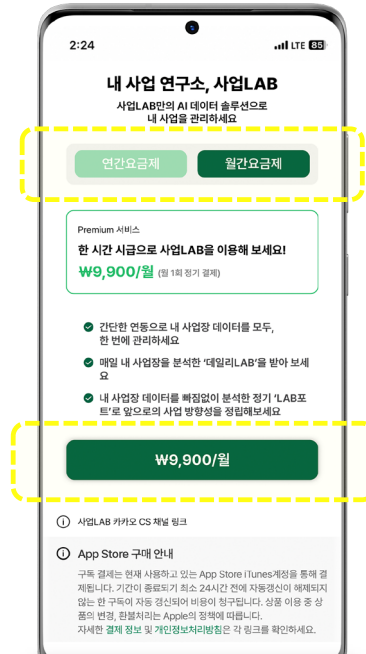 2:24
LTE 85
내 사업 연구소, 사업LAB
사업LAB만의 AI 데이터 솔루션으로
내 사업을 관리하세요
연간요금제
월간요금제
Premium 서비스
한 시간 시급으로 사업LAB을 이용해 보세요!
₩9,900/월 (월 1회 정기 결제)
간단한 연동으로 내 사업장 데이터를 모두,
한 번에 관리하세요
매일 내 사업장을 분석한 '데일리LAB'을 받아 보세
요
내 사업장 데이터를 빠짐없이 분석한 정기 'LAB포
트'로 앞으로의 사업 방향성을 정립해보세요
₩9,900/월
사업LAB 카카오 CS 채널 링크
App Store 구매 안내
구독 결제는 현재 사용하고 있는 App Store iTunes계정을 통해 결
제됩니다. 기간이 종료되기 최소 24시간 전에 자동갱신이 해제되지
않는 한 구독이 자동 갱신되어 비용이 청구됩니다. 상품 이용 중 상
품의 변경, 환불처리는 Apple의 정책에 따릅니다.
자세한 결제 정보 및 개인정보처리방침은 각 링크를 확인하세요.